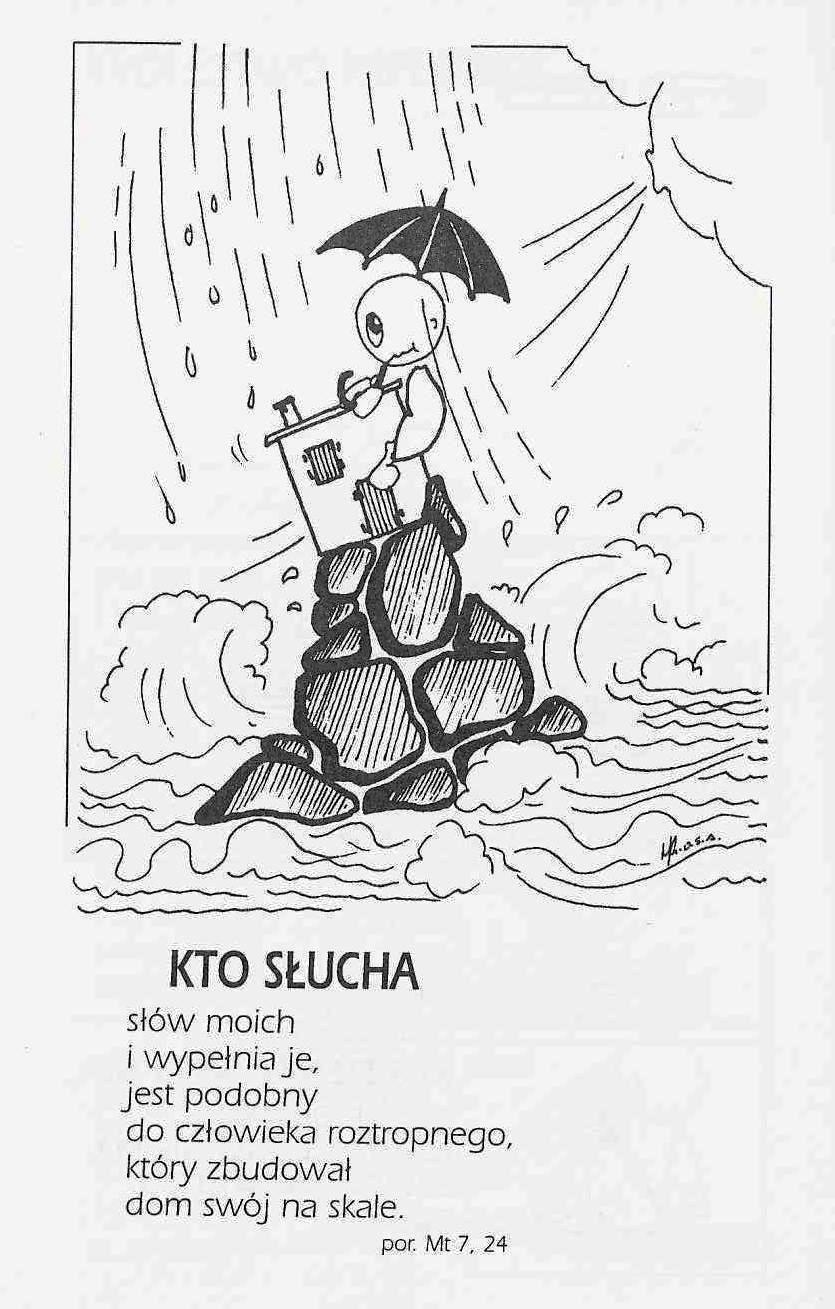 KTO SŁUCHA
słów moich
i wypełnia je,
jest podobny
do człowieka roztropnego,
który zbudował
dom swój na skale.
por. Mt 7, 24